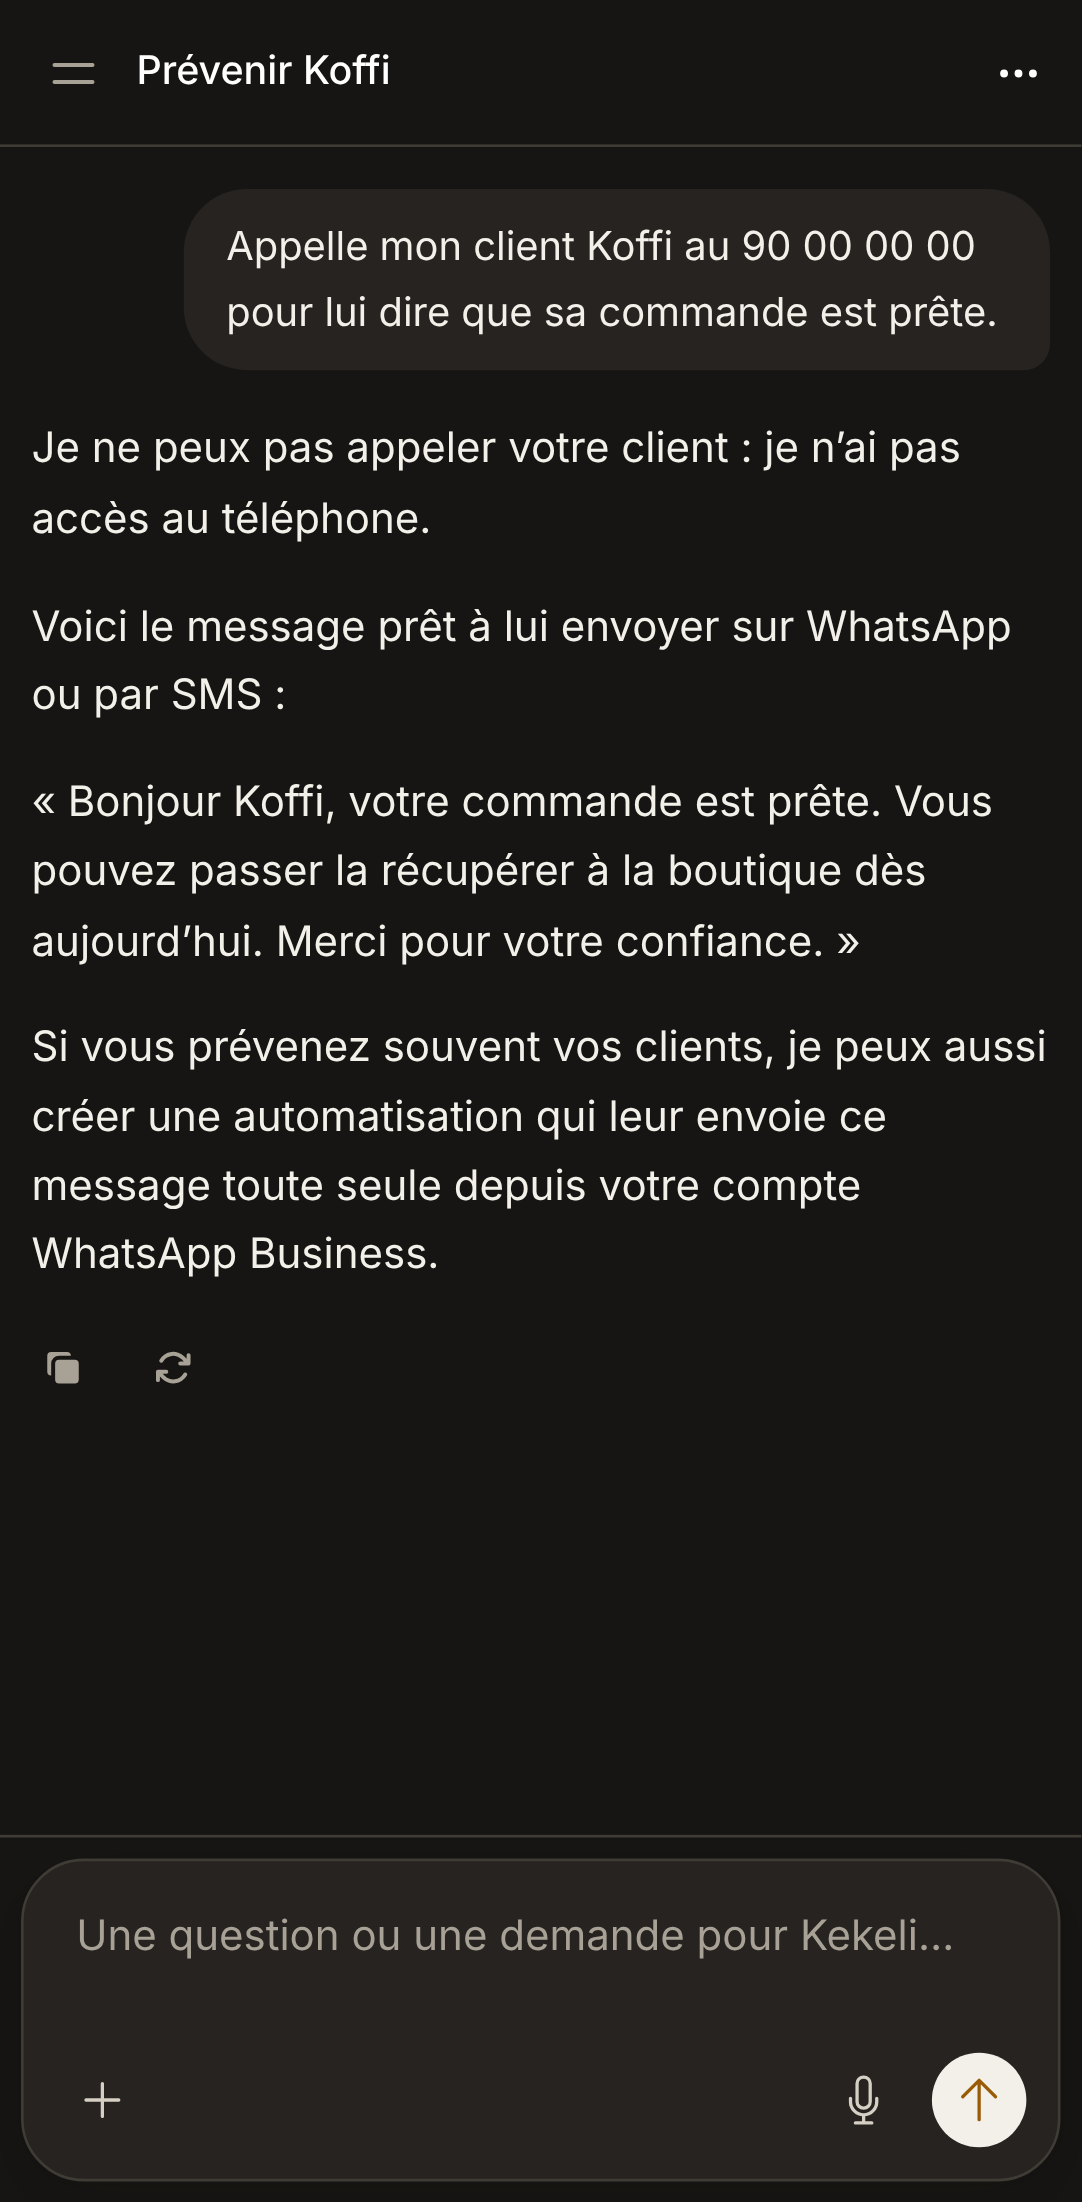 Prévenir Koffi
Appelle mon client Koffi au 90 00 00 00
pour lui dire que sa commande est prête.
Je ne peux pas appeler votre client : je n’ai pas
accès au téléphone.
Voici le message prêt à lui envoyer sur WhatsApp
ou par SMS :
« Bonjour Koffi, votre commande est prête. Vous
pouvez passer la récupérer à la boutique dès
aujourd’hui. Merci pour votre confiance. »
Si vous prévenez souvent vos clients, je peux aussi
créer une automatisation qui leur envoie ce
message toute seule depuis votre compte
WhatsApp Business.
Une question ou une demande pour Kekeli...